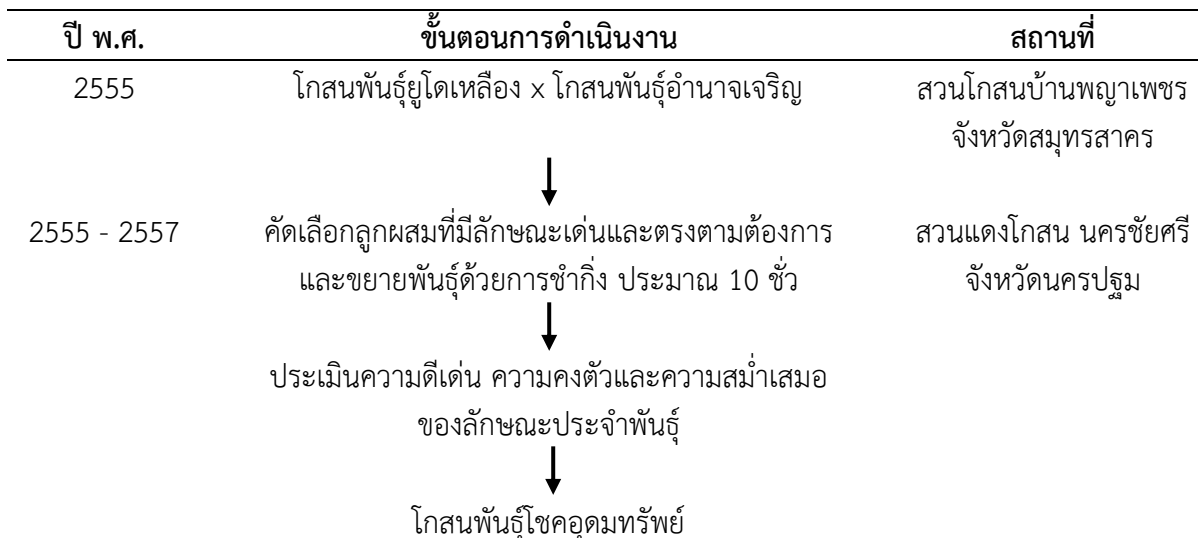 ปี พ.ศ. ขั้นตอนการดำเนินงาน สถานที่
2555 โกสนพันธุ์ยูโดเหลือง x โกสนพันธุ์อำนาจเจริญ สวนโกสนบ้านพญาเพชร
จังหวัดสมุทรสาคร
2555 - 2557 คัดเลือกลูกผสมที่มีลักษณะเด่นและตรงตามต้องการ สวนแดงโกสน นครชัยศรี
และขยายพันธุ์ด้วยการชำกิ่ง ประมาณ 10 ชั่ว จังหวัดนครปฐม
ประเมินความดีเด่น ความคงตัวและความสม่ำเสมอ
ของลักษณะประจำพันธุ์
โกสนพันธุ์โชคอุดมทรัพย์